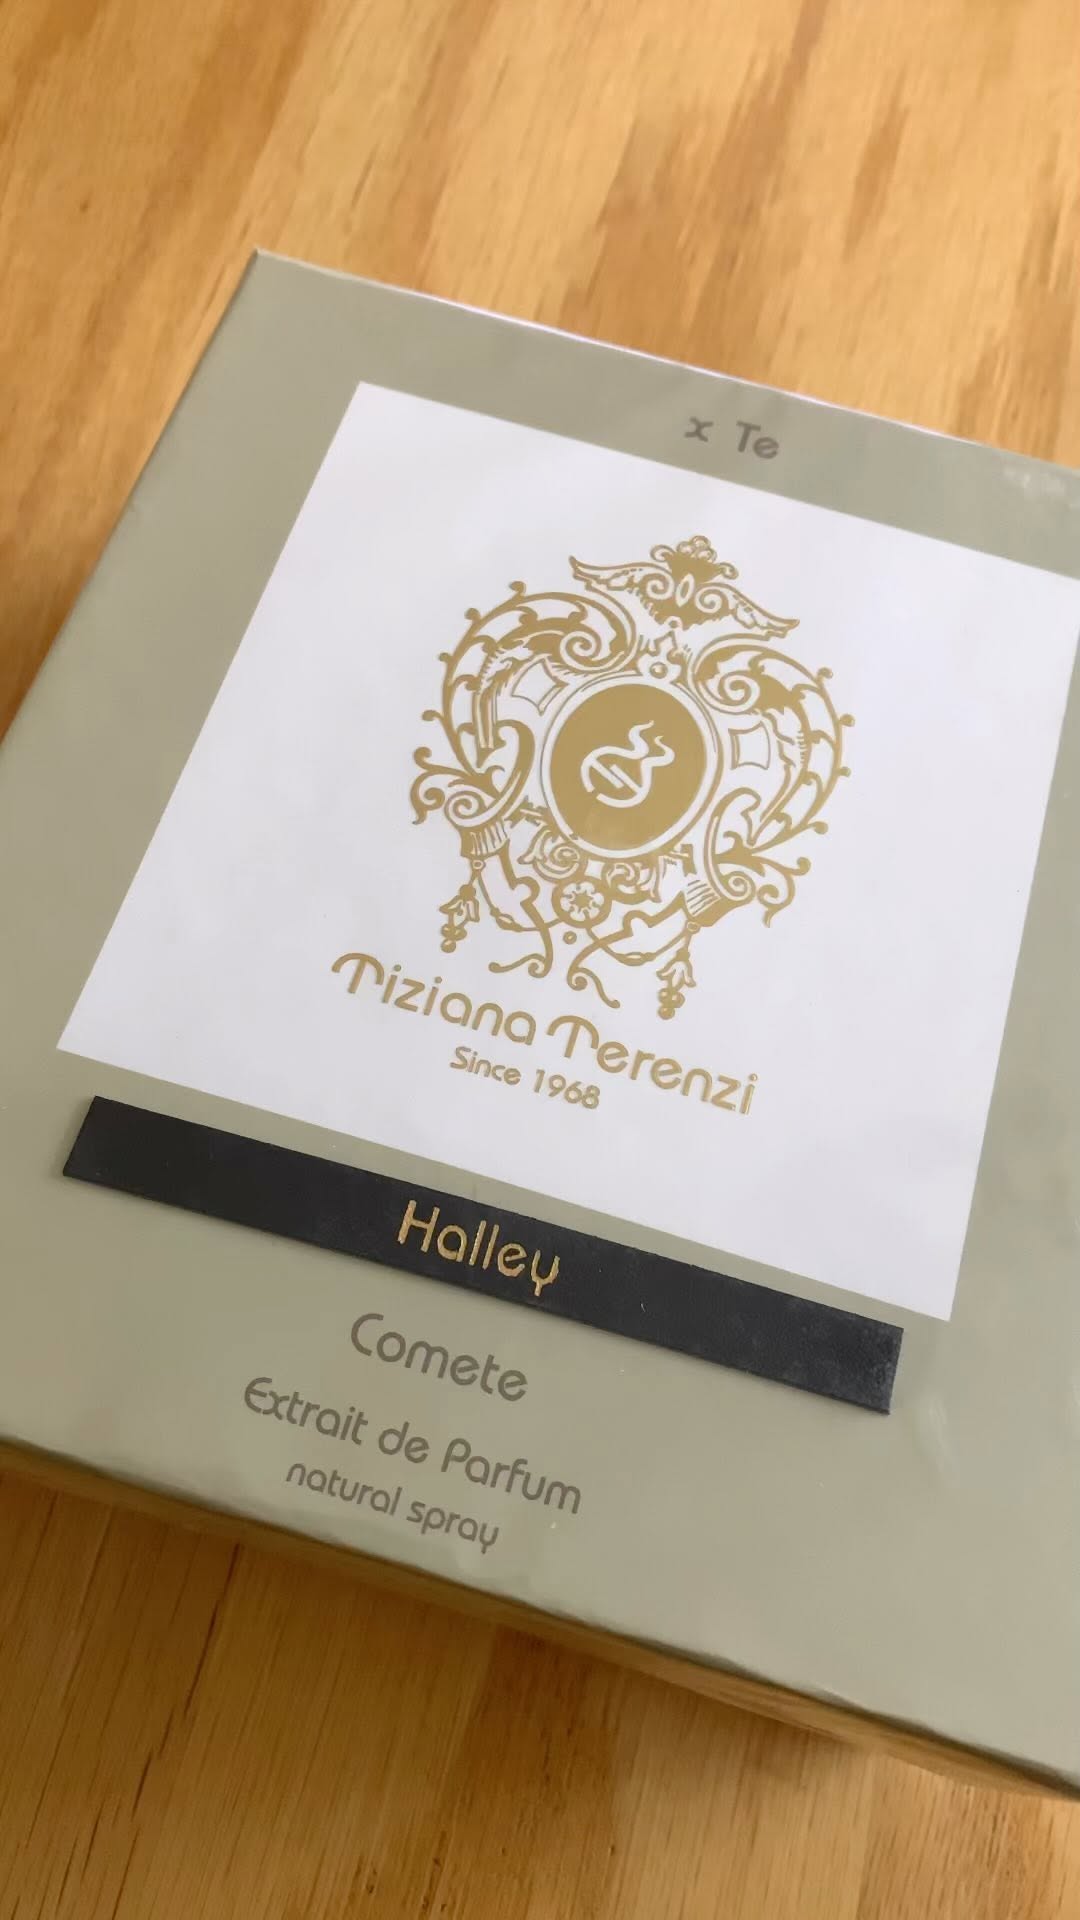 x Te
Tiziana Terenzi
Since 1968
Halley
Comete
Extrait de Parfum
natural spray